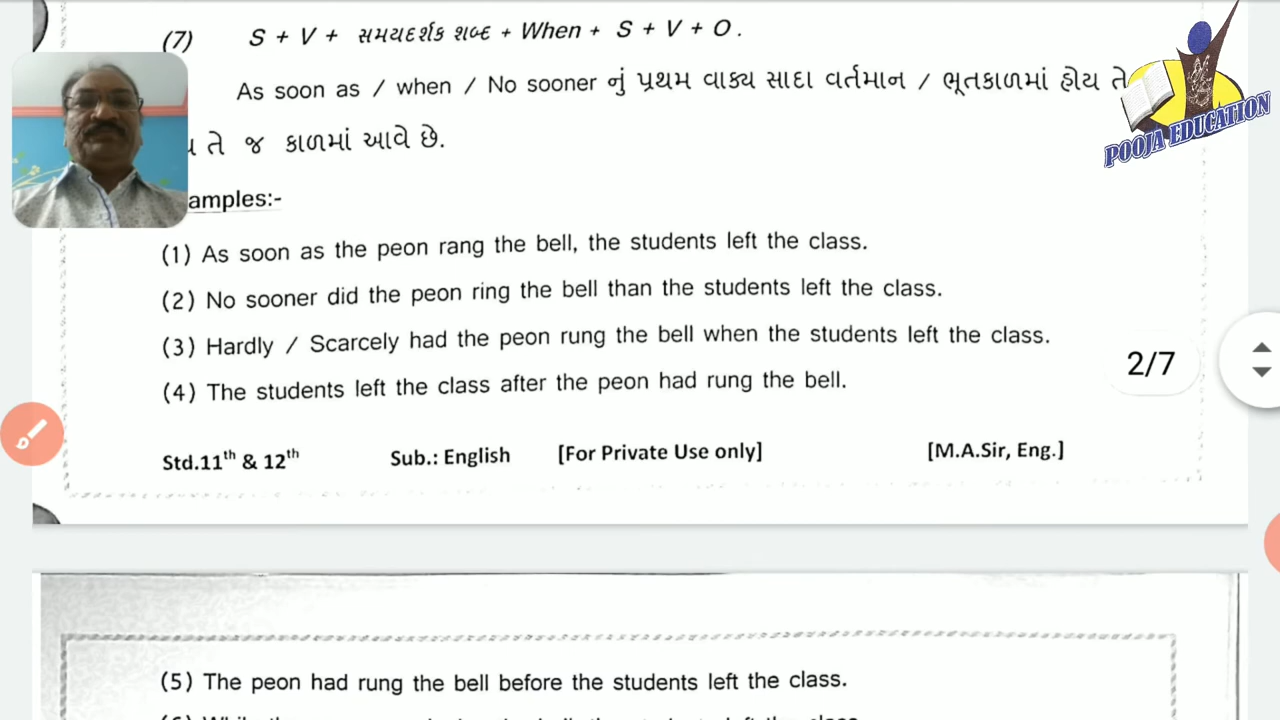 (7) S + V + સમયદર્શક શબ્દ + When + S + V + O .
As soon as / when / No sooner નું પ્રથમ વાક્ય સાદા વર્તમાન / ભૂતકાળમાં હોય તે
તે જ કાળમાં આવે છે.
amples:-
(1) As soon as the peon rang the bell, the students left the class.
(2) No sooner did the peon ring the bell than the students left the class.
(3) Hardly / Scarcely had the peon rung the bell when the students left the class.
(4) The students left the class after the peon had rung the bell.
Std.11th & 12th Sub.: English [For Private Use only] [M.A.Sir, Eng.]
(5) The peon had rung the bell before the students left the class.
POOJA EDUCATION
2/7